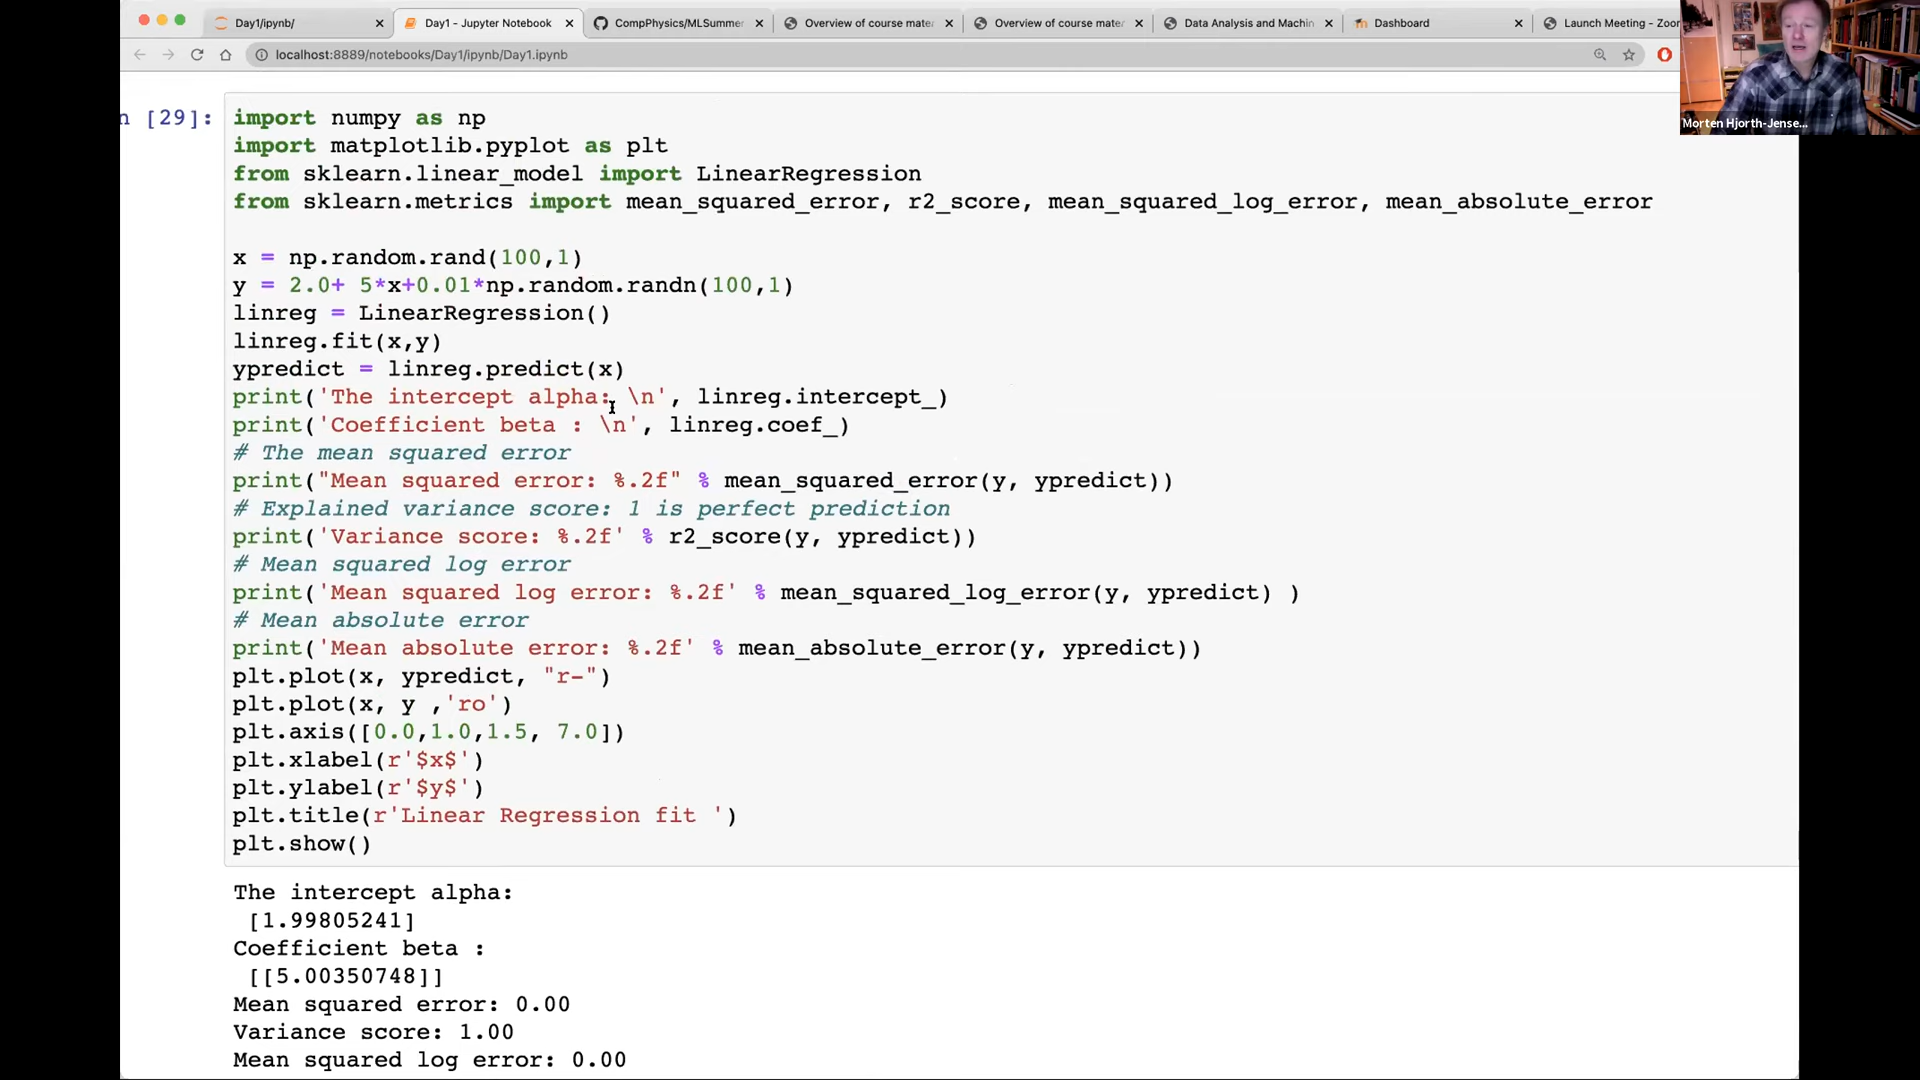 Day1/ipynb/
Day1 - Jupyter Notebook
CompPhysics/MLSummer
Overview of course mate
Overview of course mate
Data Analysis and Machin
Dashboard
Launch Meeting - Zoo
localhost:8889/notebooks/Day1/ipynb/Day1.ipynb
Morten Hjorth-Jense...
n [29]:
import numpy as np
import matplotlib.pyplot as plt
from sklearn.linear_model import LinearRegression
from sklearn.metrics import mean_squared_error, r2_score, mean_squared_log_error, mean_absolute_error
x = np.random.rand(100,1)
y = 2.0+ 5*x+0.01*np.random.randn(100,1)
linreg = LinearRegression()
linreg.fit(x,y)
ypredict = linreg.predict(x)
print('The intercept alpha: \n', linreg.intercept_)
print('Coefficient beta : \n', linreg.coef_)
# The mean squared error
print("Mean squared error: %.2f" % mean_squared_error(y, ypredict))
# Explained variance score: 1 is perfect prediction
print('Variance score: %.2f' % r2_score(y, ypredict))
# Mean squared log error
print('Mean squared log error: %.2f' % mean_squared_log_error(y, ypredict) )
# Mean absolute error
print('Mean absolute error: %.2f' % mean_absolute_error(y, ypredict))
plt.plot(x, ypredict, "r-")
plt.plot(x, y ,'ro')
plt.axis([0.0,1.0,1.5, 7.0])
plt.xlabel(r'$x$')
plt.ylabel(r'$y$')
plt.title(r'Linear Regression fit ')
plt.show()
The intercept alpha:
[1.99805241]
Coefficient beta :
[[5.00350748]]
Mean squared error: 0.00
Variance score: 1.00
Mean squared log error: 0.00